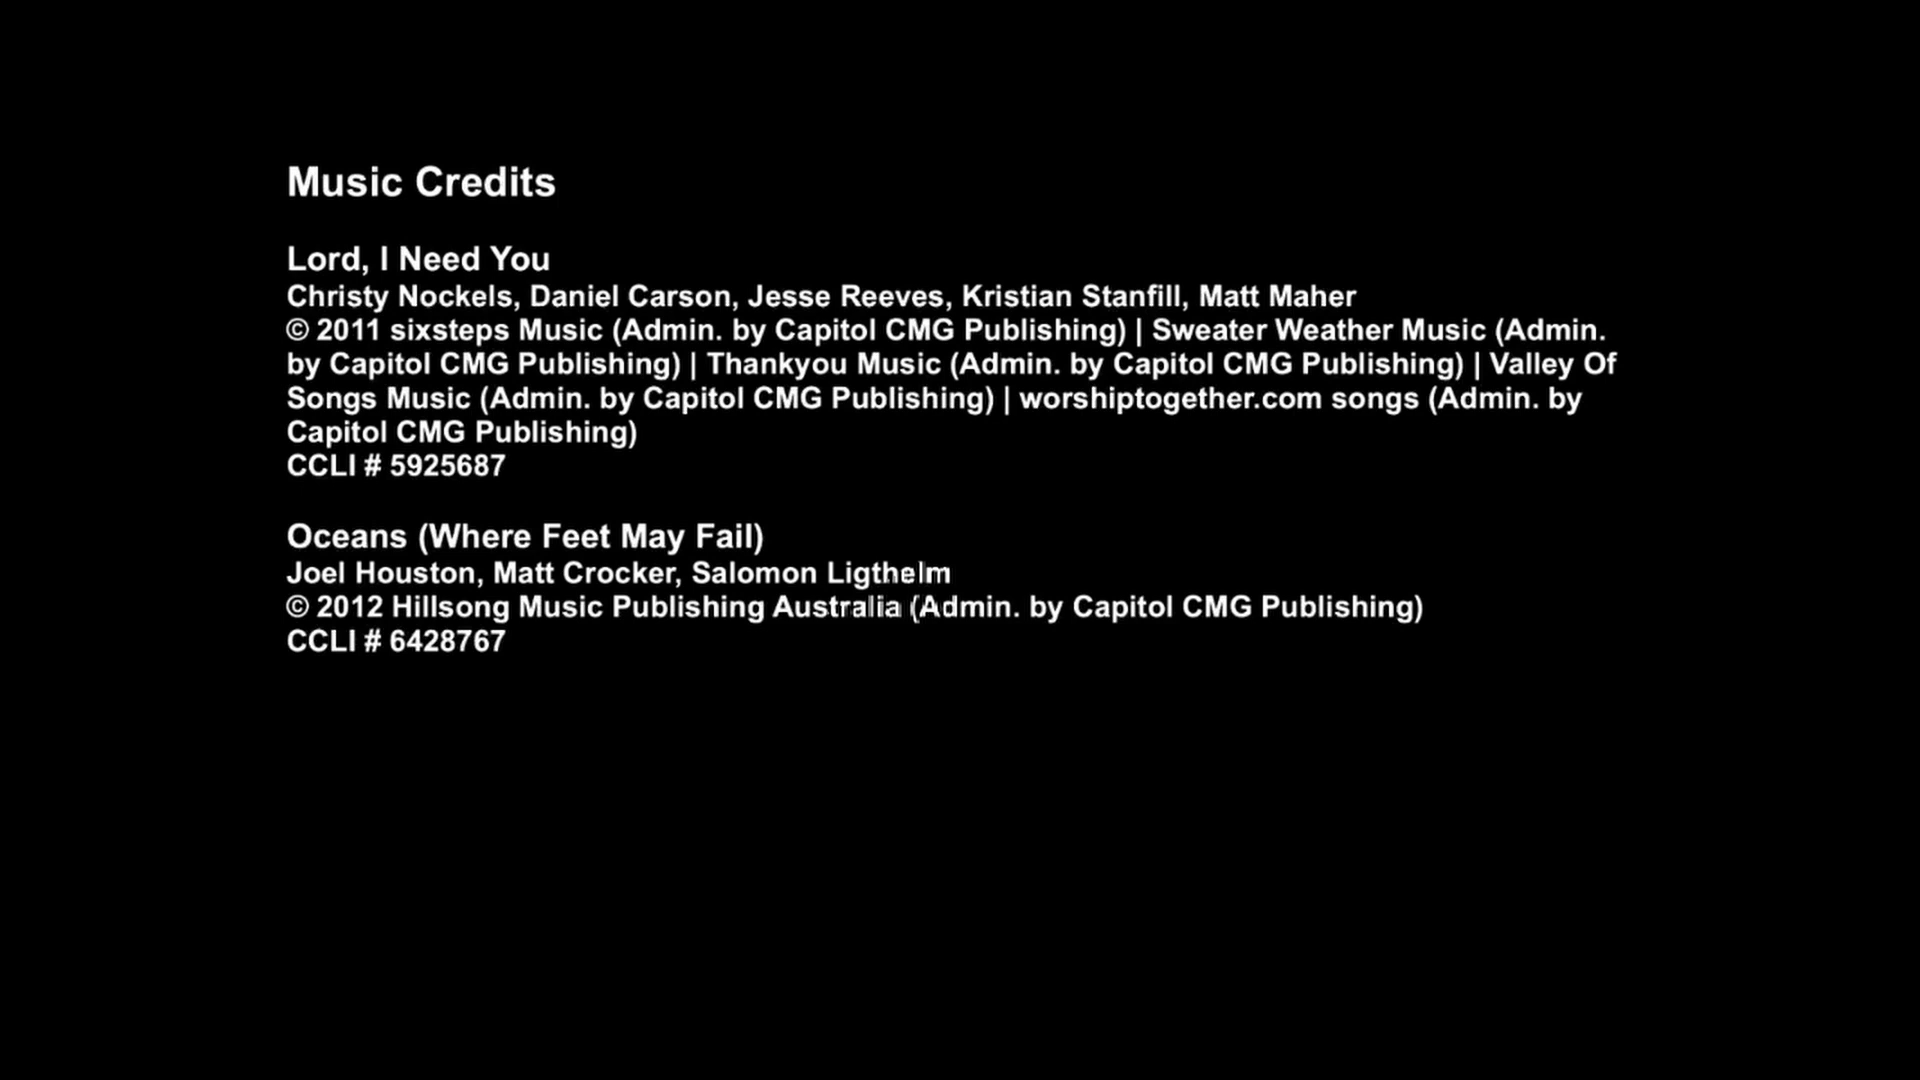 Music Credits
Lord, I Need You
Christy Nockels, Daniel Carson, Jesse Reeves, Kristian Stanfill, Matt Maher
© 2011 sixsteps Music (Admin. by Capitol CMG Publishing) | Sweater Weather Music (Admin.
by Capitol CMG Publishing) | Thankyou Music (Admin. by Capitol CMG Publishing) | Valley Of
Songs Music (Admin. by Capitol CMG Publishing) | worshiptogether.com songs (Admin. by
Capitol CMG Publishing)
CCLI # 5925687
Oceans (Where Feet May Fail)
Joel Houston, Matt Crocker, Salomon Ligthelm
© 2012 Hillsong Music Publishing Australia (Admin. by Capitol CMG Publishing)
CCLI # 6428767